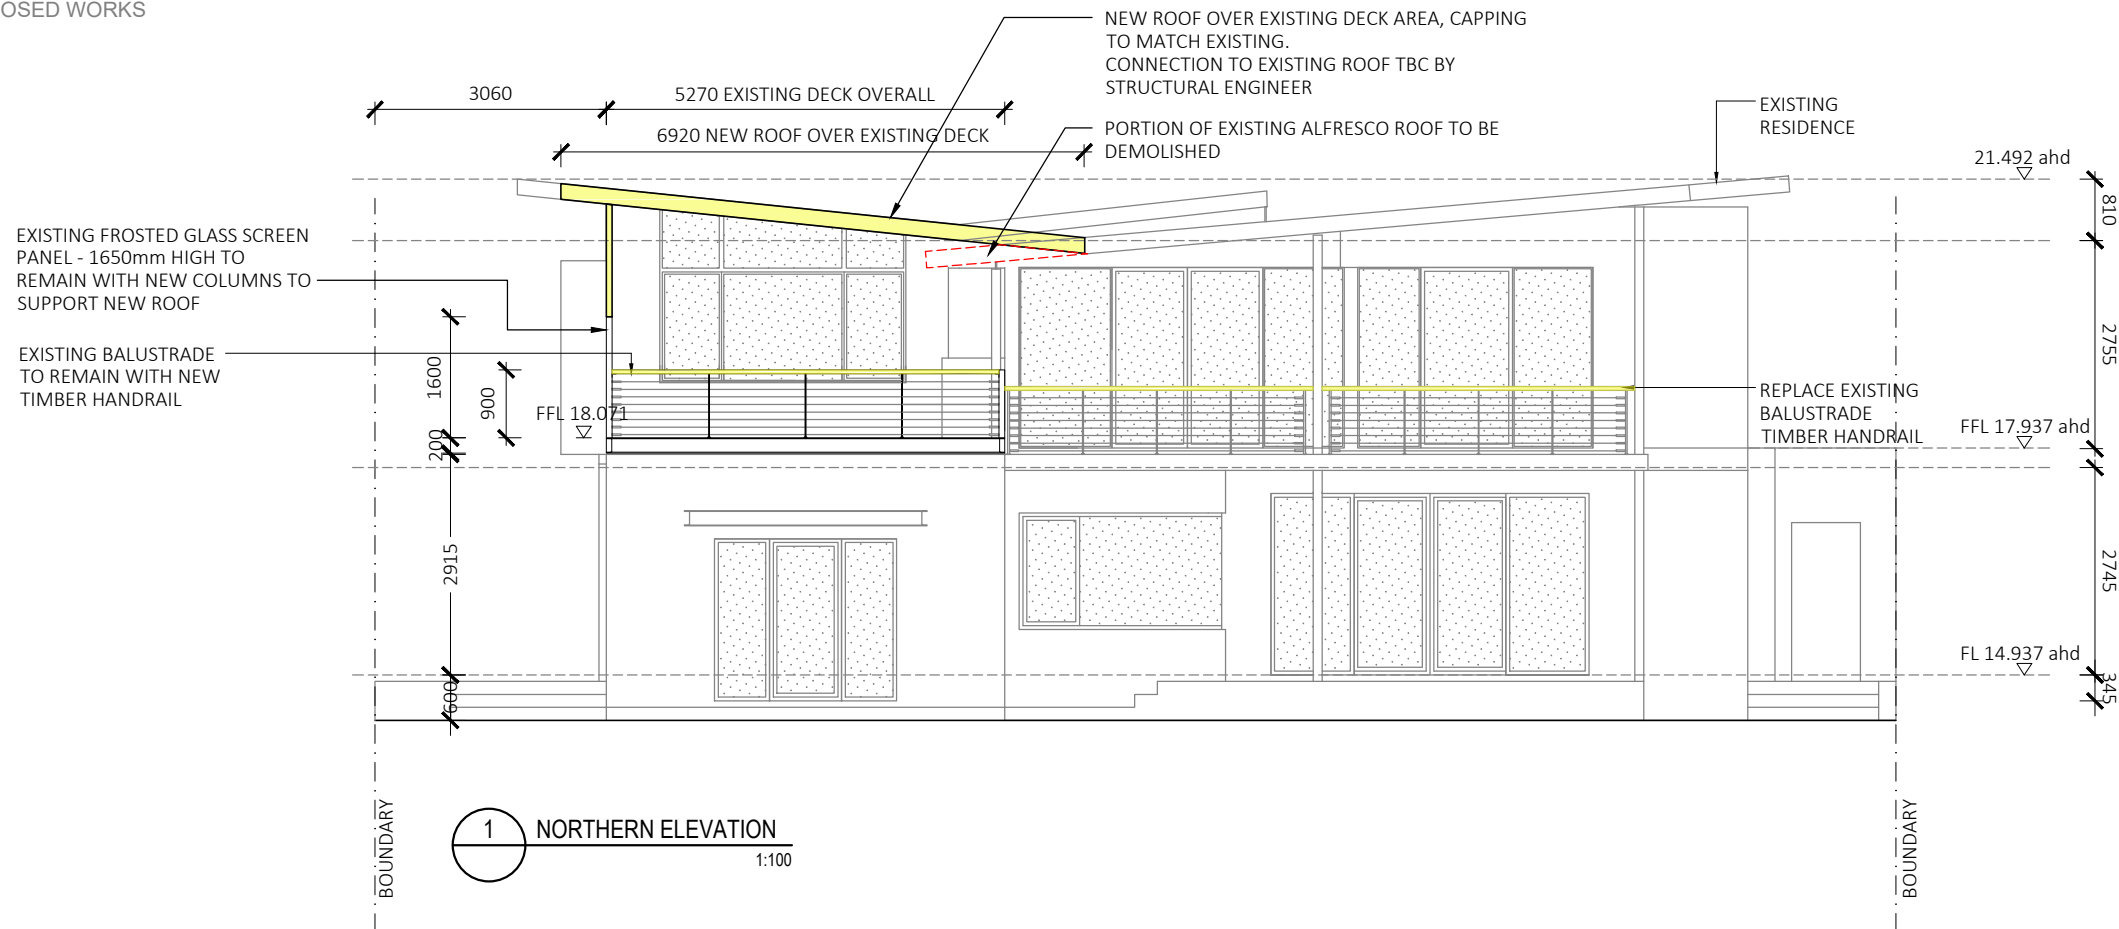 OSED WORKS
NEW ROOF OVER EXISTING DECK AREA, CAPPING
TO MATCH EXISTING.
CONNECTION TO EXISTING ROOF TBC BY
STRUCTURAL ENGINEER
3060
5270 EXISTING DECK OVERALL
6920 NEW ROOF OVER EXISTING DECK
PORTION OF EXISTING ALFRESCO ROOF TO BE
DEMOLISHED
EXISTING
RESIDENCE
21.492 ahd
810
EXISTING FROSTED GLASS SCREEN
PANEL - 1650mm HIGH TO
REMAIN WITH NEW COLUMNS TO
SUPPORT NEW ROOF
EXISTING BALUSTRADE
TO REMAIN WITH NEW
TIMBER HANDRAIL
1600
900
200
FFL 18.071
2755
REPLACE EXISTING
BALUSTRADE
TIMBER HANDRAIL
FFL 17.937 ahd
2915
2745
FL 14.937 ahd
600
345
1
NORTHERN ELEVATION
1:100
BOUNDARY
BOUNDARY